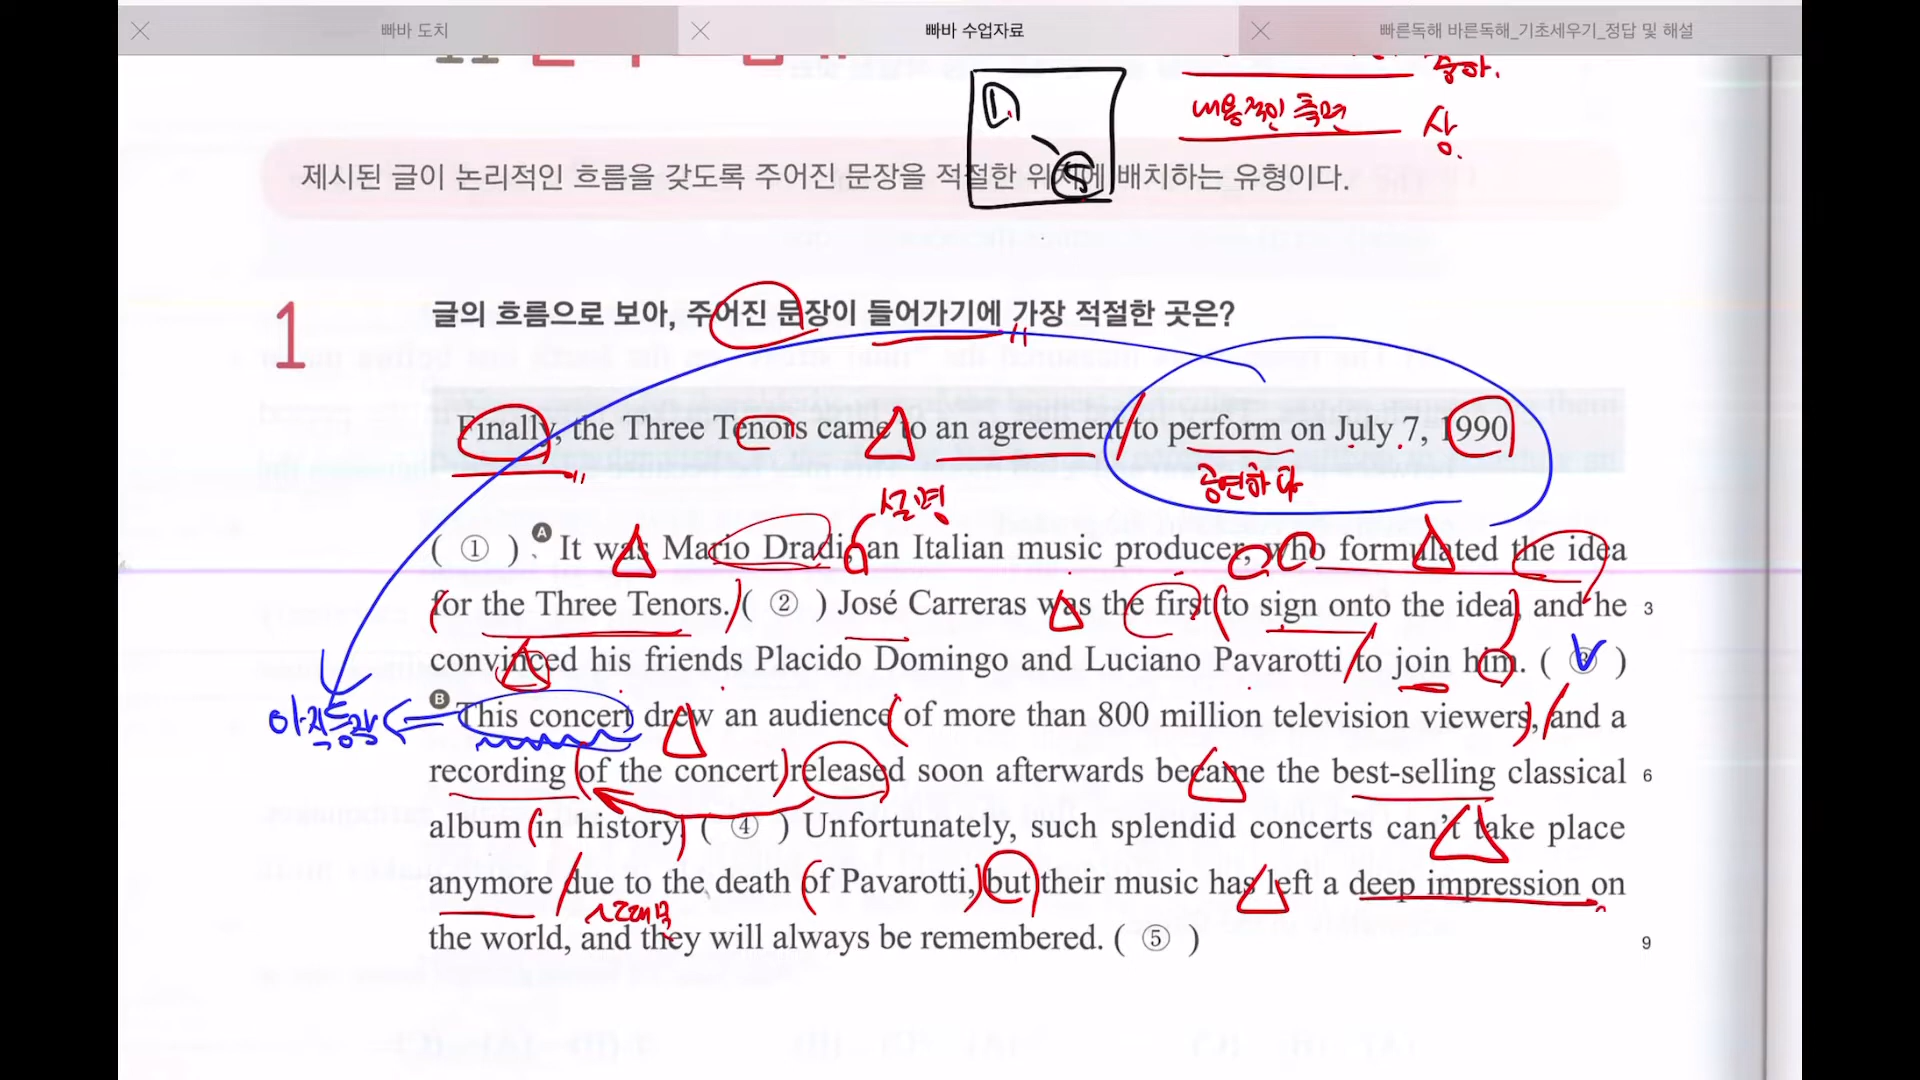 빠바 도치
빠바 수업자료
빠른독해 바른독해_기초세우기_정답 및 해설
좋아.
내용적인 측면 상.
1.
5
제시된 글이 논리적인 흐름을 갖도록 주어진 문장을 적절한 위치에 배치하는 유형이다.
1 글의 흐름으로 보아, 주어진 문장이 들어가기에 가장 적절한 곳은?
Finally, the Three Tenors came to an agreement to perform on July 7, 1990.
공연하다
설명
( ① ) Ⓐ It was Mario Dradi, an Italian music producer, who formulated the idea
for the Three Tenors. ( ② ) José Carreras was the first to sign onto the idea, and he 3
convinced his friends Placido Domingo and Luciano Pavarotti to join him. ( ③ )
Ⓑ This concert drew an audience of more than 800 million television viewers, and a
recording of the concert released soon afterwards became the best-selling classical 6
album in history. ( ④ ) Unfortunately, such splendid concerts can't take place
anymore due to the death of Pavarotti, but their music has left a deep impression on
the world, and they will always be remembered. ( ⑤ ) 9